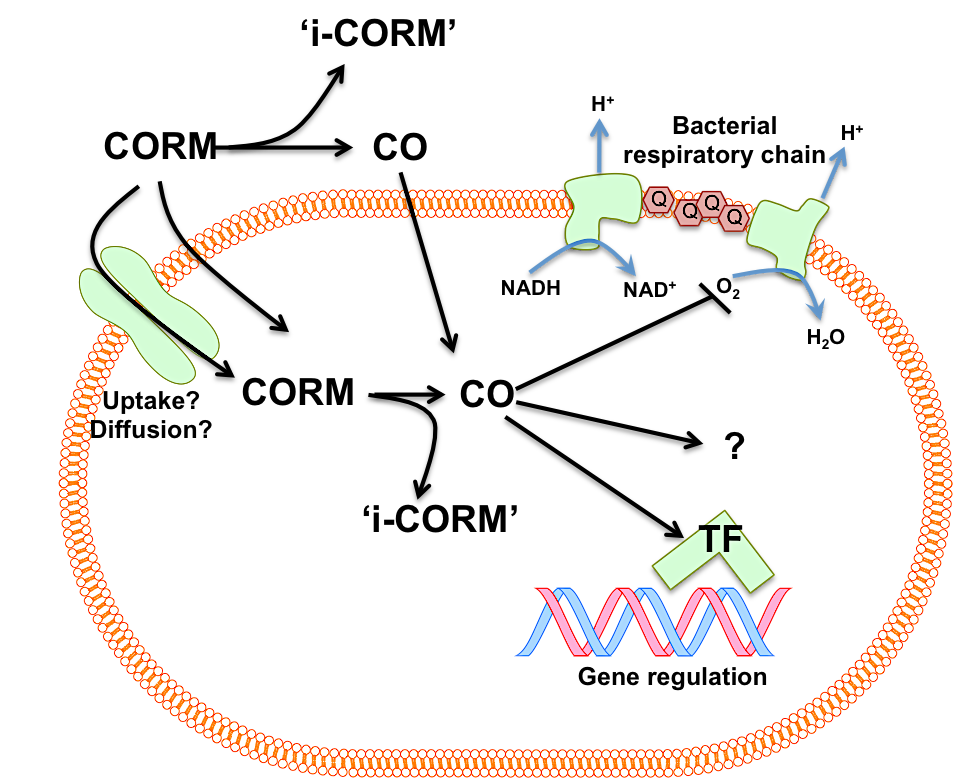 ‘i-CORM’
CORM
CO
H⁺
Bacterial
respiratory chain
H⁺
Q
Q
Q
Q
NADH
NAD⁺
O₂
H₂O
Uptake?
Diffusion?
CORM
CO
?
‘i-CORM’
TF
Gene regulation